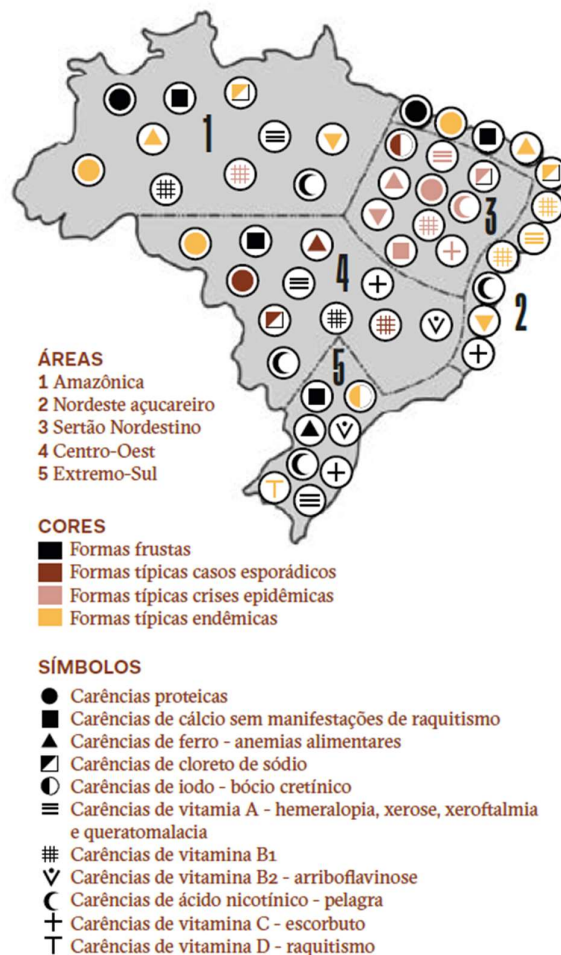 1
3
4
2
5
ÁREAS
1 Amazônica
2 Nordeste açucareiro
3 Sertão Nordestino
4 Centro-Oest
5 Extremo-Sul
CORES
Formas frustas
Formas típicas casos esporádicos
Formas típicas crises epidêmicas
Formas típicas endêmicas
SÍMBOLOS
Carências proteicas
Carências de cálcio sem manifestações de raquitismo
Carências de ferro - anemias alimentares
Carências de cloreto de sódio
Carências de iodo - bócio cretínico
Carências de vitamia A - hemeralopia, xerose, xeroftalmia
e queratomalacia
Carências de vitamina B1
Carências de vitamina B2 - arriboflavinose
Carências de ácido nicotínico - pelagra
Carências de vitamina C - escorbuto
Carências de vitamina D - raquitismo